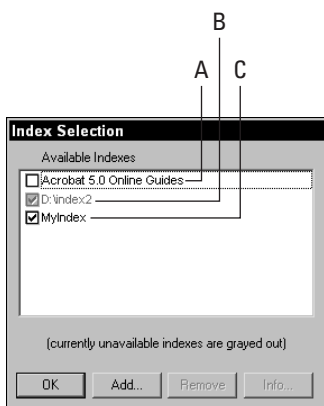 B
A C
Index Selection
Available Indexes
Acrobat 5.0 Online Guides
D:\index2
MyIndex
(currently unavailable indexes are grayed out)
OK Add... Remove Info...